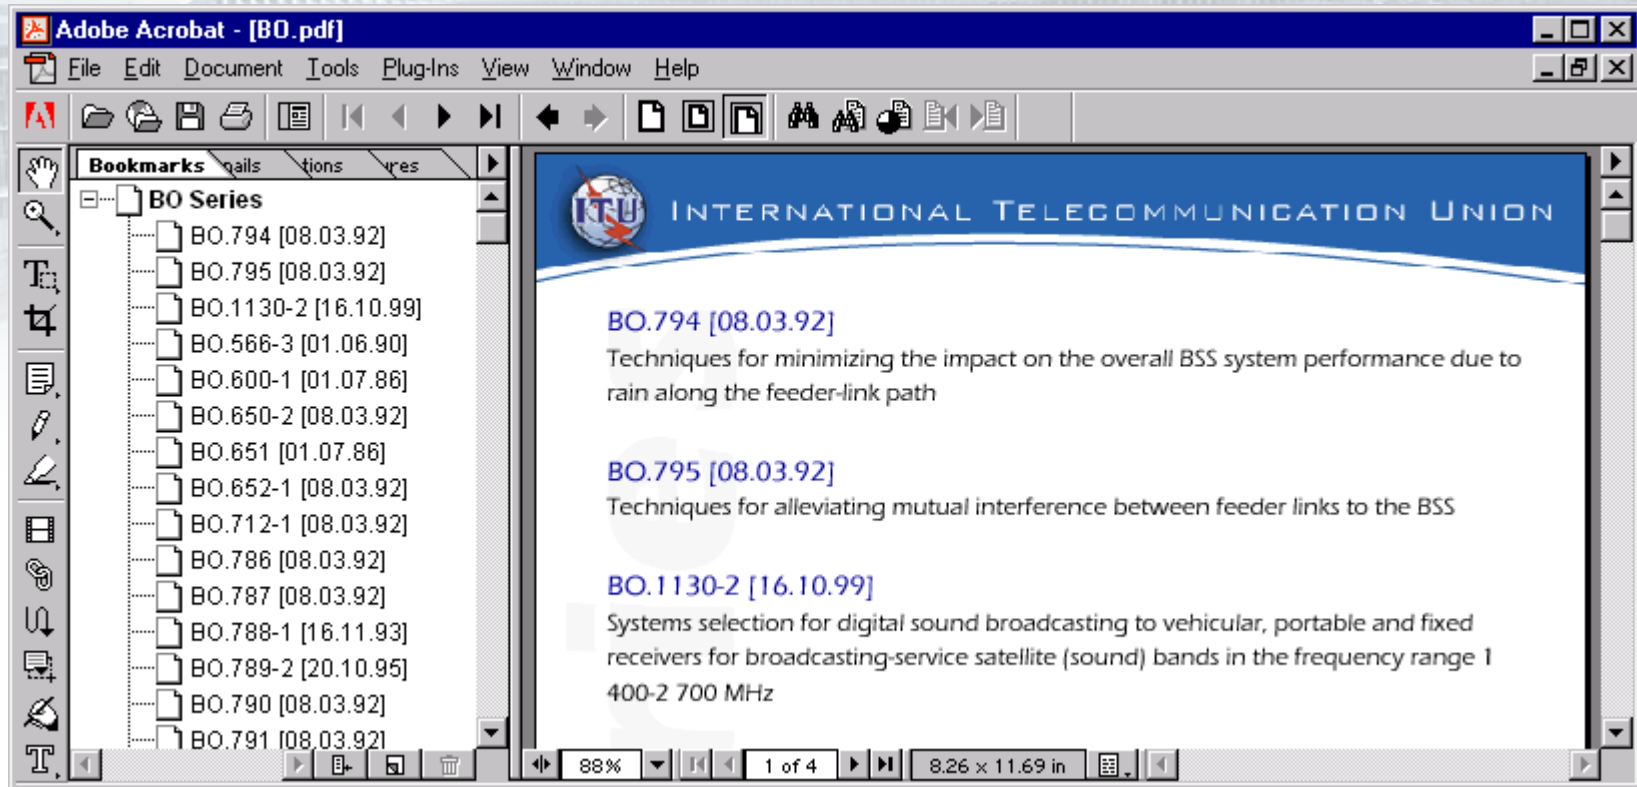 Adobe Acrobat - [BO.pdf]
File Edit Document Tools Plug-Ins View Window Help
Bookmarks nails tions res
BO Series
BO.794 [08.03.92]
BO.795 [08.03.92]
BO.1130-2 [16.10.99]
BO.566-3 [01.06.90]
BO.600-1 [01.07.86]
BO.650-2 [08.03.92]
BO.651 [01.07.86]
BO.652-1 [08.03.92]
BO.712-1 [08.03.92]
BO.786 [08.03.92]
BO.787 [08.03.92]
BO.788-1 [16.11.93]
BO.789-2 [20.10.95]
BO.790 [08.03.92]
BO.791 [08.03.92]
ITU INTERNATIONAL TELECOMMUNICATION UNION
BO.794 [08.03.92]
Techniques for minimizing the impact on the overall BSS system performance due to
rain along the feeder-link path
BO.795 [08.03.92]
Techniques for alleviating mutual interference between feeder links to the BSS
BO.1130-2 [16.10.99]
Systems selection for digital sound broadcasting to vehicular, portable and fixed
receivers for broadcasting-service satellite (sound) bands in the frequency range 1
400-2 700 MHz
88% 1 of 4 8.26 x 11.69 in